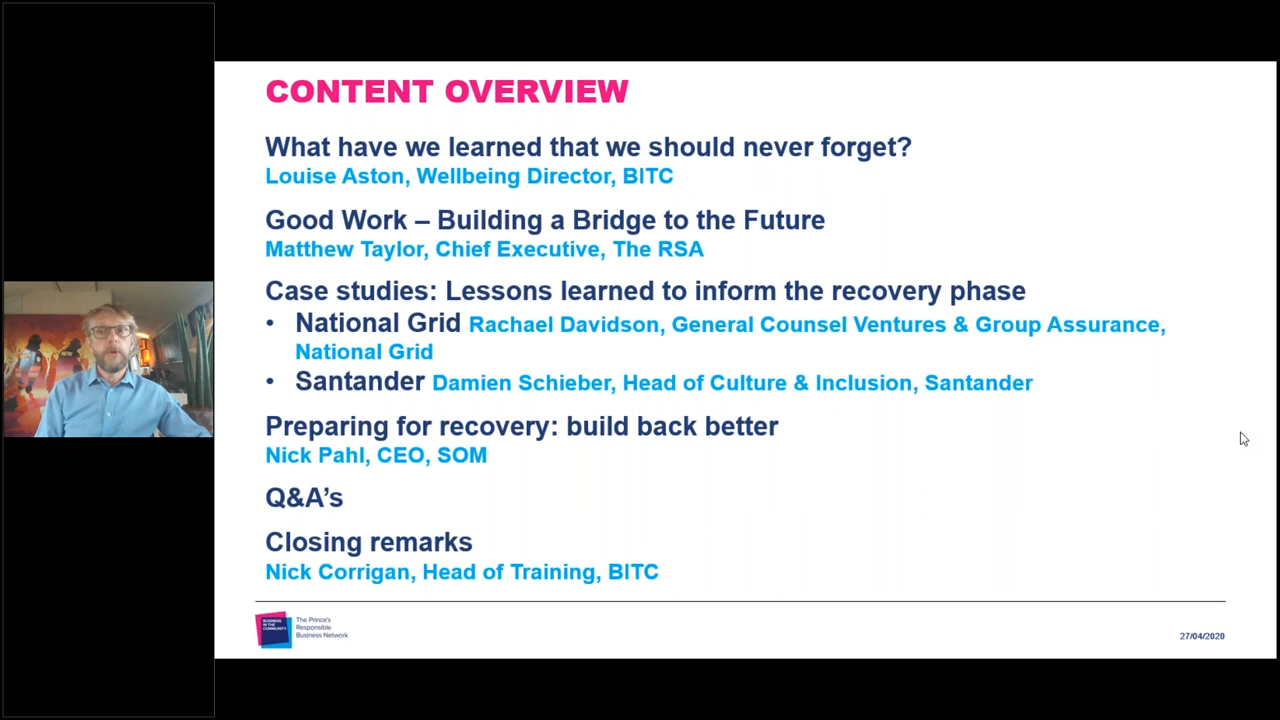 CONTENT OVERVIEW
What have we learned that we should never forget?
Louise Aston, Wellbeing Director, BITC
Good Work – Building a Bridge to the Future
Matthew Taylor, Chief Executive, The RSA
Case studies: Lessons learned to inform the recovery phase
• National Grid Rachael Davidson, General Counsel Ventures & Group Assurance,
National Grid
• Santander Damien Schieber, Head of Culture & Inclusion, Santander
Preparing for recovery: build back better
Nick Pahl, CEO, SOM
Q&A’s
Closing remarks
Nick Corrigan, Head of Training, BITC
BUSINESS
IN THE
COMMUNITY
The Prince's
Responsible
Business Network
27/04/2020